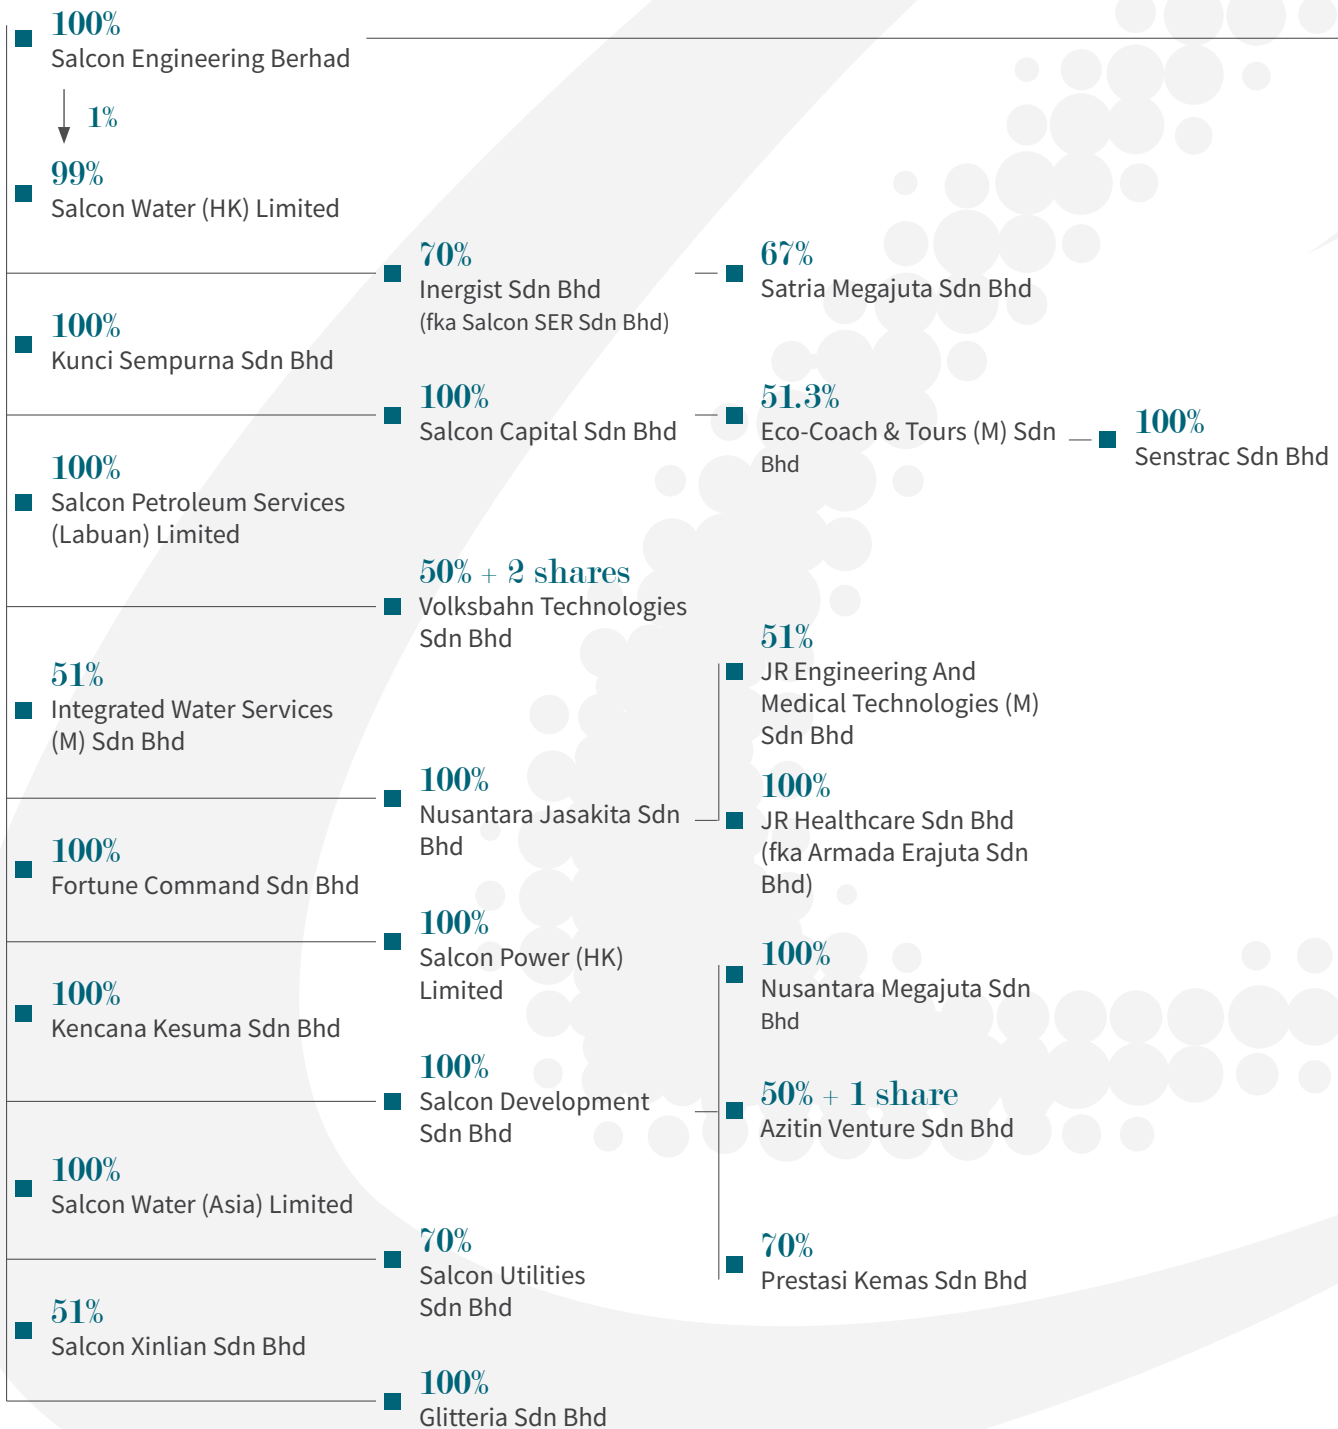 100%
Salcon Engineering Berhad
1%
99%
Salcon Water (HK) Limited
100%
Kunci Sempurna Sdn Bhd
100%
Salcon Petroleum Services
(Labuan) Limited
51%
Integrated Water Services
(M) Sdn Bhd
100%
Fortune Command Sdn Bhd
100%
Kencana Kesuma Sdn Bhd
100%
Salcon Water (Asia) Limited
51%
Salcon Xinlian Sdn Bhd
70%
Inergist Sdn Bhd
(fka Salcon SER Sdn Bhd)
100%
Salcon Capital Sdn Bhd
50% + 2 shares
Volksbahn Technologies
Sdn Bhd
100%
Nusantara Jasakita Sdn
Bhd
100%
Salcon Power (HK)
Limited
100%
Salcon Development
Sdn Bhd
70%
Salcon Utilities
Sdn Bhd
100%
Glitteria Sdn Bhd
67%
Satria Megajuta Sdn Bhd
51.3%
Eco-Coach & Tours (M) Sdn
Bhd
51%
JR Engineering And
Medical Technologies (M)
Sdn Bhd
100%
JR Healthcare Sdn Bhd
(fka Armada Erajuta Sdn
Bhd)
100%
Nusantara Megajuta Sdn
Bhd
50% + 1 share
Azitin Venture Sdn Bhd
70%
Prestasi Kemas Sdn Bhd
100%
Senstrac Sdn Bhd